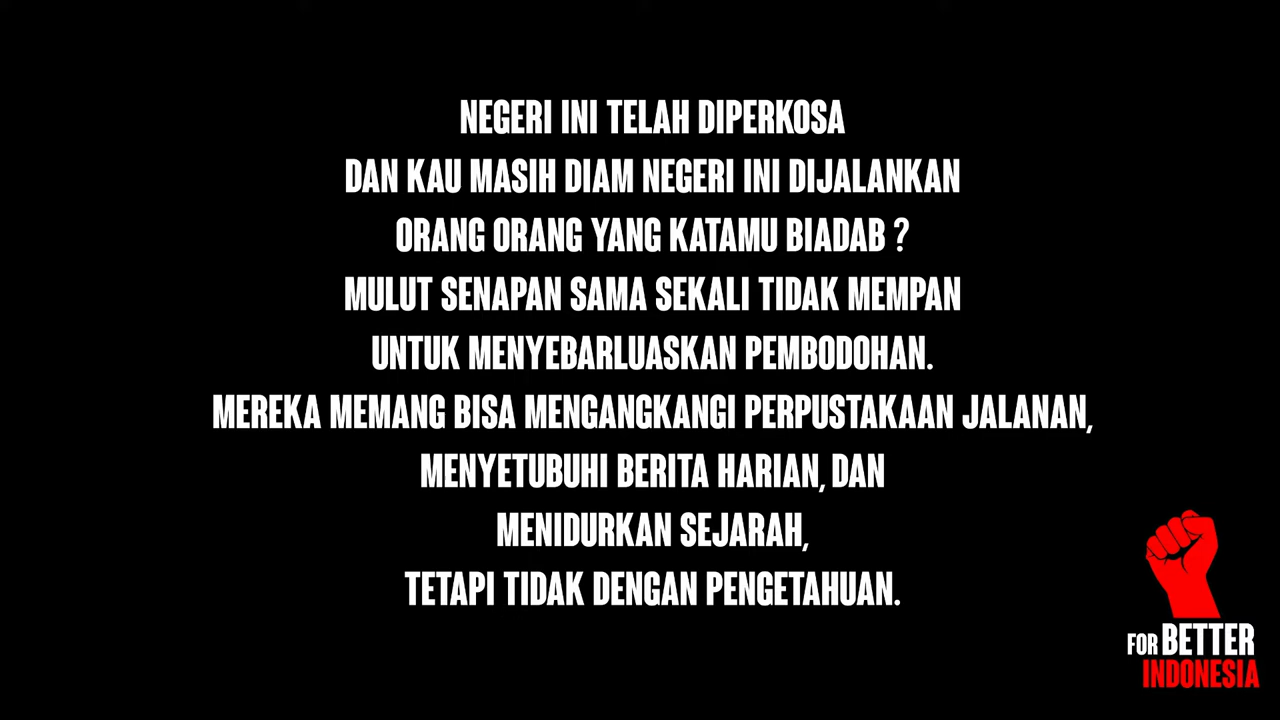 NEGERI INI TELAH DIPERKOSA
DAN KAU MASIH DIAM NEGERI INI DIJALANKAN
ORANG ORANG YANG KATAMU BIADAB ?
MULUT SENAPAN SAMA SEKALI TIDAK MEMPAN
UNTUK MENYEBARLUASKAN PEMBODOHAN.
MEREKA MEMANG BISA MENGANGKANGI PERPUSTAKAAN JALANAN,
MENYETUBUHI BERITA HARIAN, DAN
MENIDURKAN SEJARAH,
TETAPI TIDAK DENGAN PENGETAHUAN.
FOR BETTER
INDONESIA